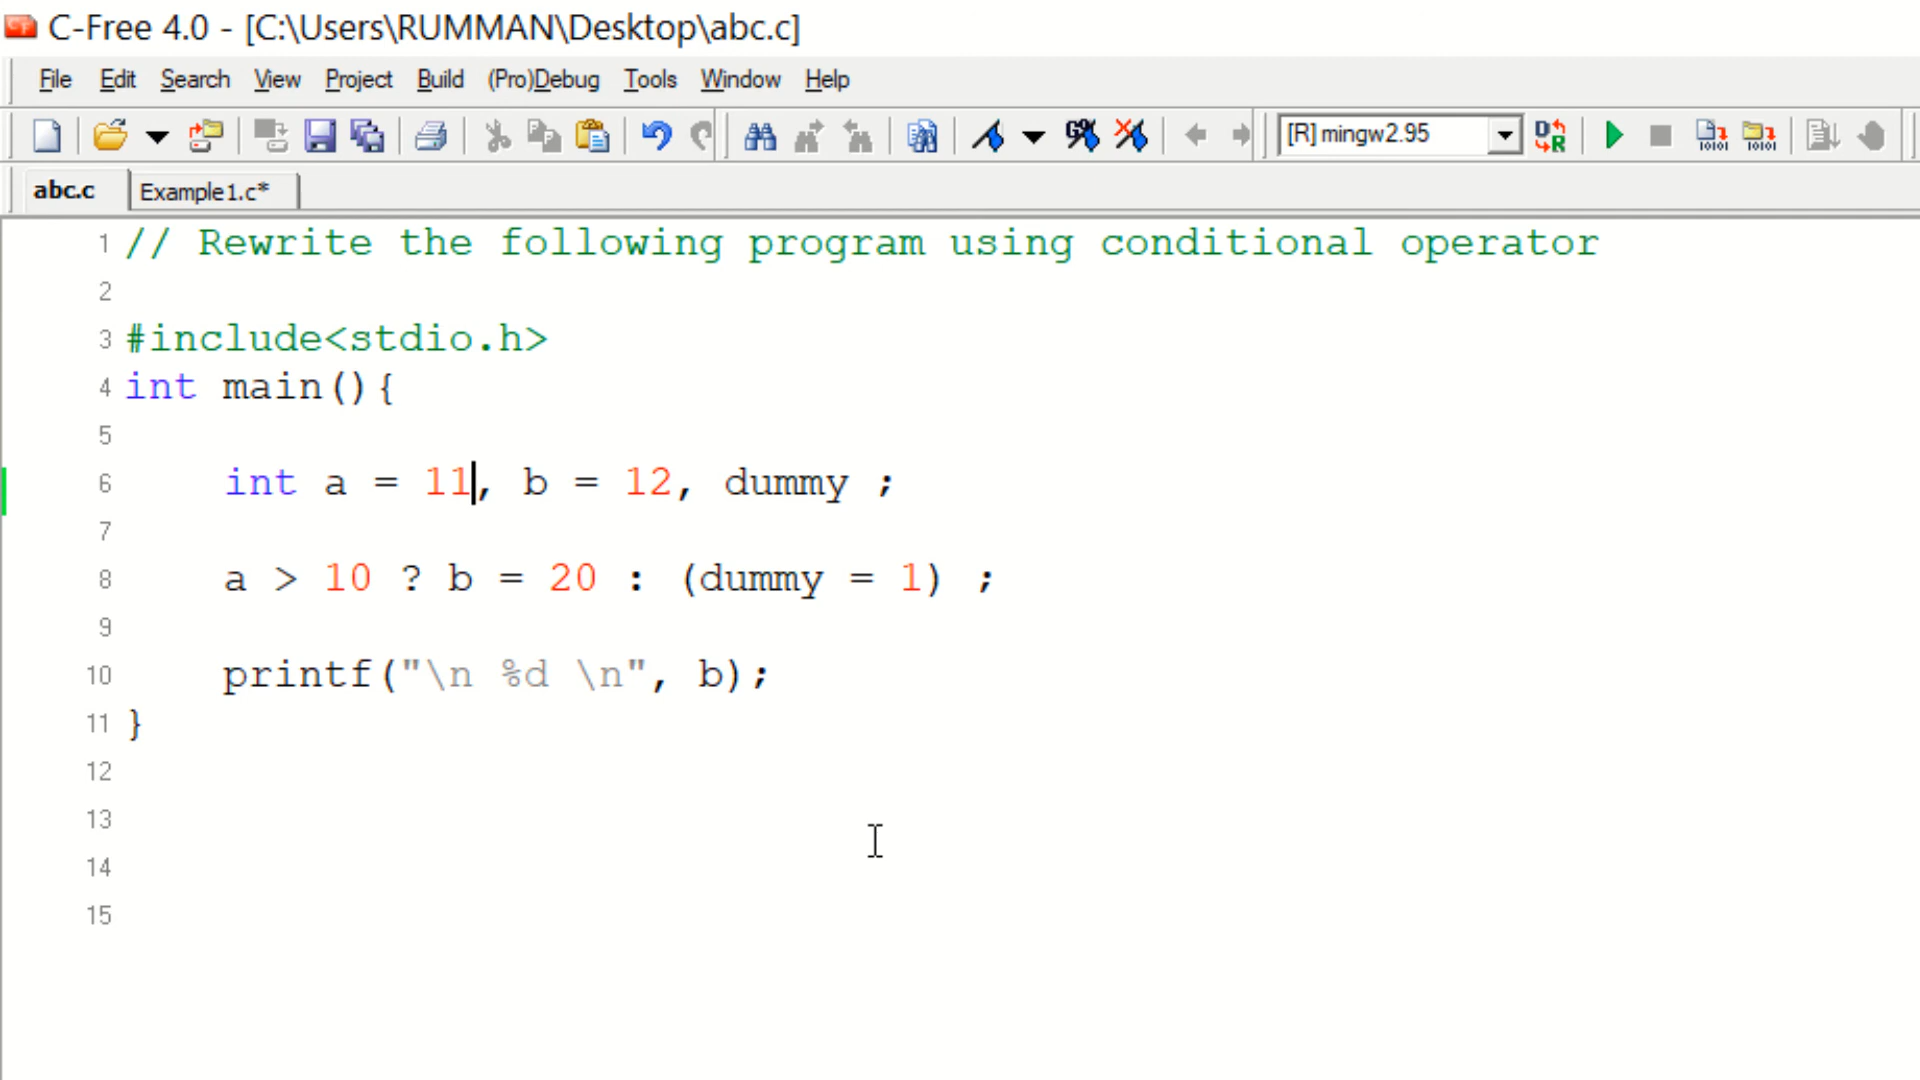 C-Free 4.0 - [C:\Users\RUMMAN\Desktop\abc.c]
File Edit Search View Project Build (Pro)Debug Tools Window Help
[R] mingw2.95
abc.c Example1.c*
1 // Rewrite the following program using conditional operator
2
3 #include<stdio.h>
4 int main(){
5
6 int a = 11, b = 12, dummy ;
7
8 a > 10 ? b = 20 : (dummy = 1) ;
9
10 printf("\n %d \n", b);
11 }
12
13
14
15